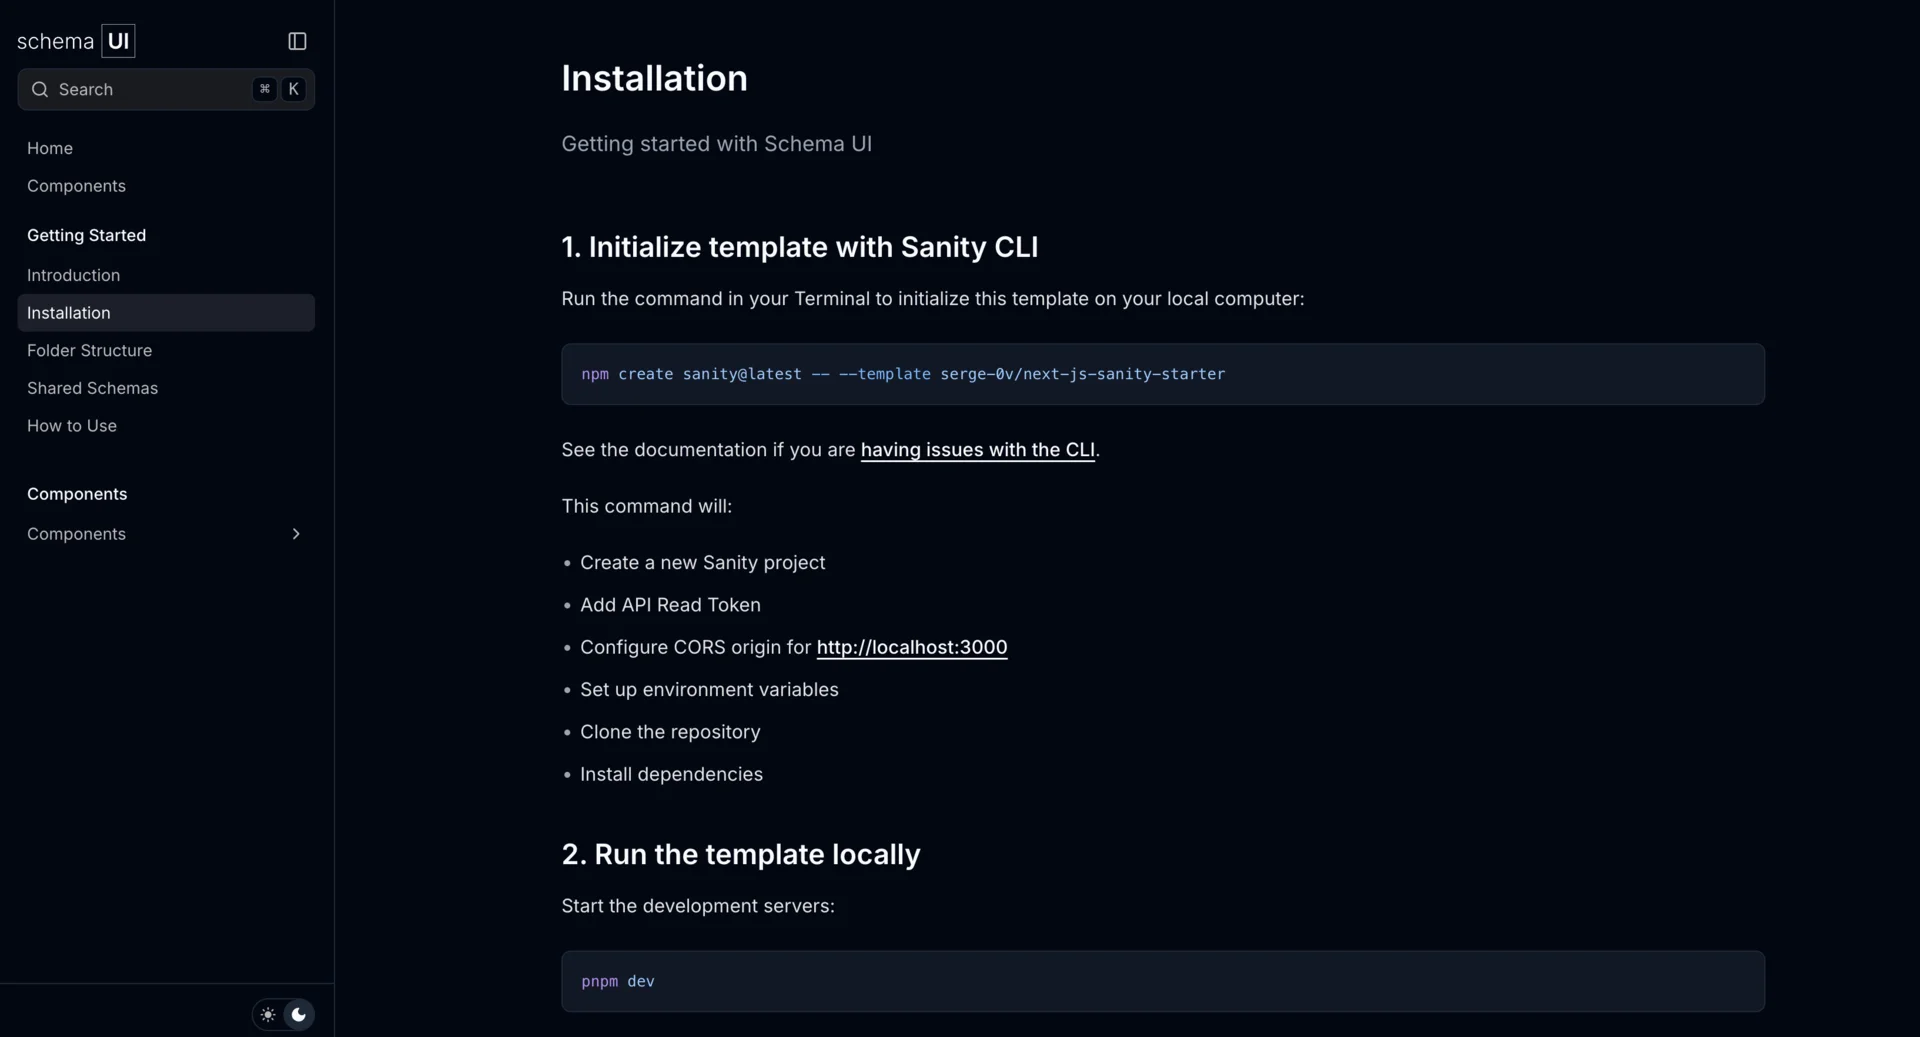 schema UI
Search ⌘ K
Home
Components
Getting Started
Introduction
Installation
Folder Structure
Shared Schemas
How to Use
Components
Components
Installation
Getting started with Schema UI
1. Initialize template with Sanity CLI
Run the command in your Terminal to initialize this template on your local computer:
npm create sanity@latest -- --template serge-0v/next-js-sanity-starter
See the documentation if you are having issues with the CLI.
This command will:
• Create a new Sanity project
• Add API Read Token
• Configure CORS origin for http://localhost:3000
• Set up environment variables
• Clone the repository
• Install dependencies
2. Run the template locally
Start the development servers:
pnpm dev